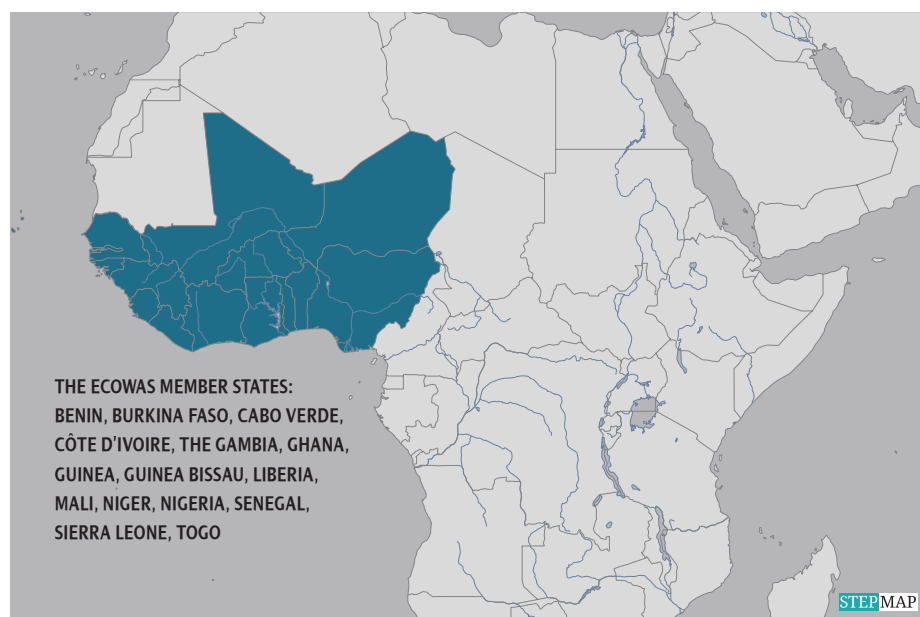 THE ECOWAS MEMBER STATES:
BENIN, BURKINA FASO, CABO VERDE,
CÔTE D'IVOIRE, THE GAMBIA, GHANA,
GUINEA, GUINEA BISSAU, LIBERIA,
MALI, NIGER, NIGERIA, SENEGAL,
SIERRA LEONE, TOGO
STEPMAP